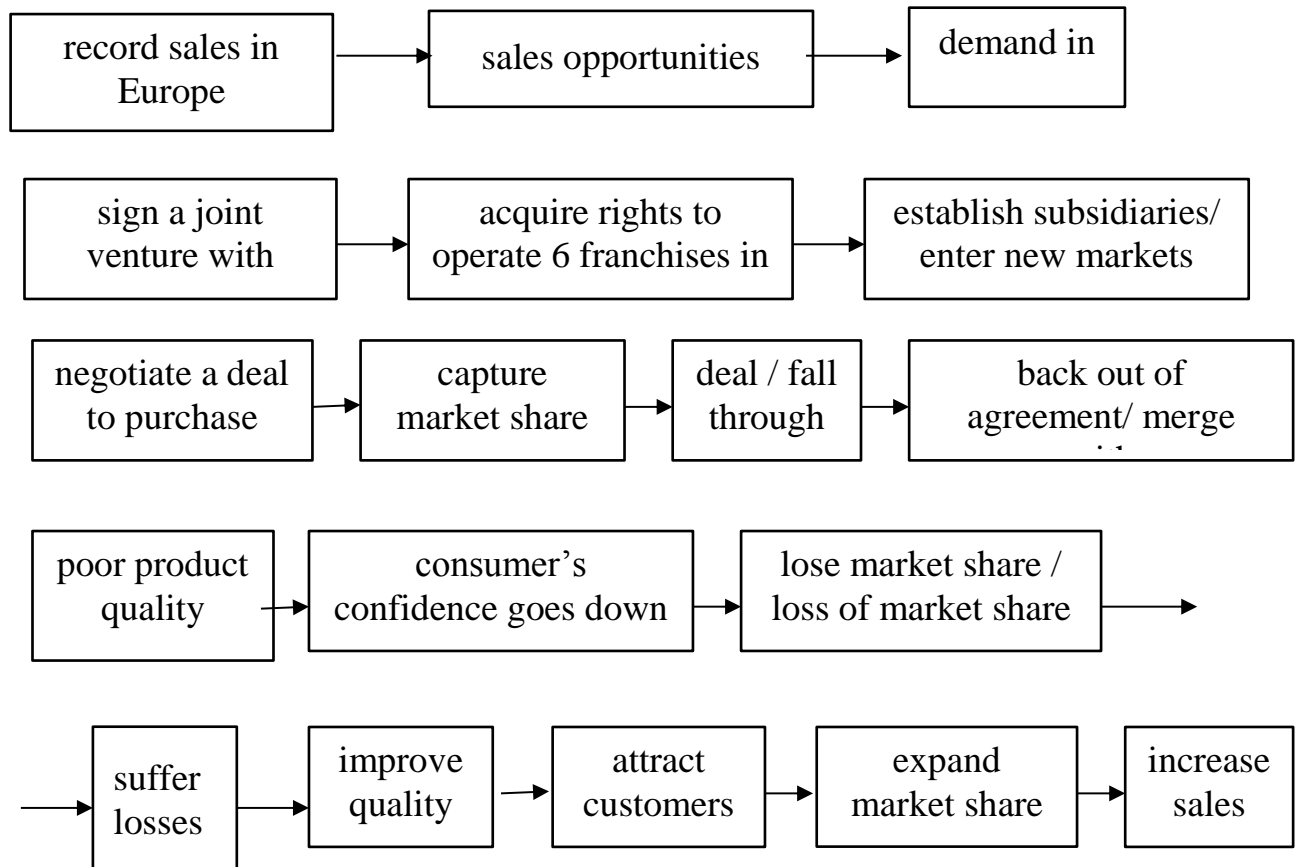 record sales in
Europe
sales opportunities
demand in
sign a joint
venture with
acquire rights to
operate 6 franchises in
establish subsidiaries/
enter new markets
negotiate a deal
to purchase
capture
market share
deal / fall
through
back out of
agreement/ merge
poor product
quality
consumer’s
confidence goes down
lose market share /
loss of market share
suffer
losses
improve
quality
attract
customers
expand
market share
increase
sales